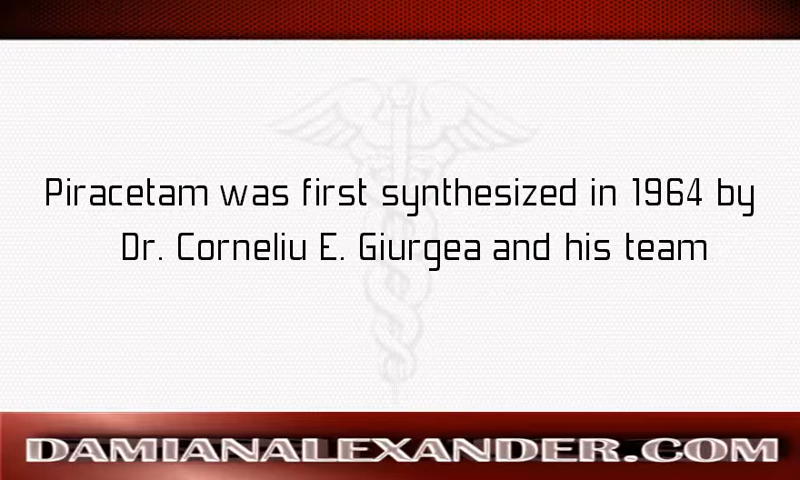 Piracetam was first synthesized in 1964 by
Dr. Corneliu E. Giurgea and his team
DAMIANALEXANDER.COM